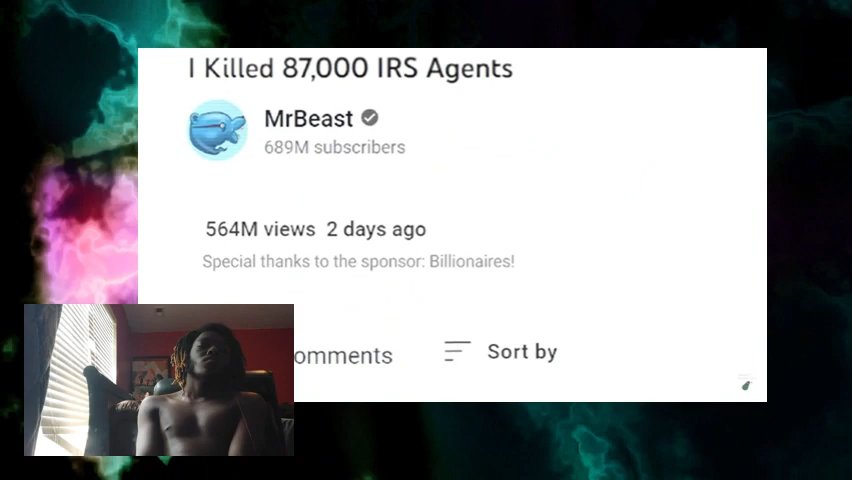 I Killed 87,000 IRS Agents
MrBeast
689M subscribers
564M views 2 days ago
Special thanks to the sponsor: Billionaires!
omments
Sort by